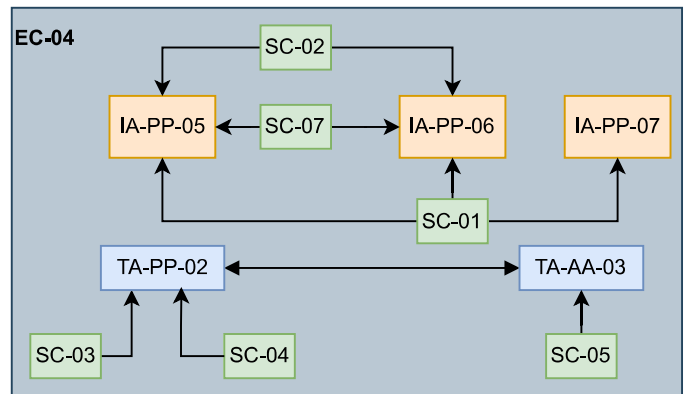 EC-04
SC-02
IA-PP-05
SC-07
IA-PP-06
IA-PP-07
SC-01
TA-PP-02
TA-AA-03
SC-03
SC-04
SC-05